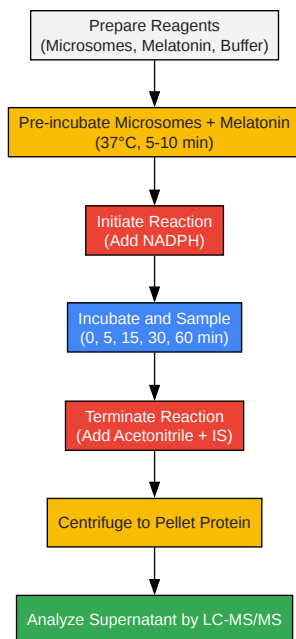 Prepare Reagents
(Microsomes, Melatonin, Buffer)
Pre-incubate Microsomes + Melatonin
(37°C, 5-10 min)
Initiate Reaction
(Add NADPH)
Incubate and Sample
(0, 5, 15, 30, 60 min)
Terminate Reaction
(Add Acetonitrile + IS)
Centrifuge to Pellet Protein
Analyze Supernatant by LC-MS/MS